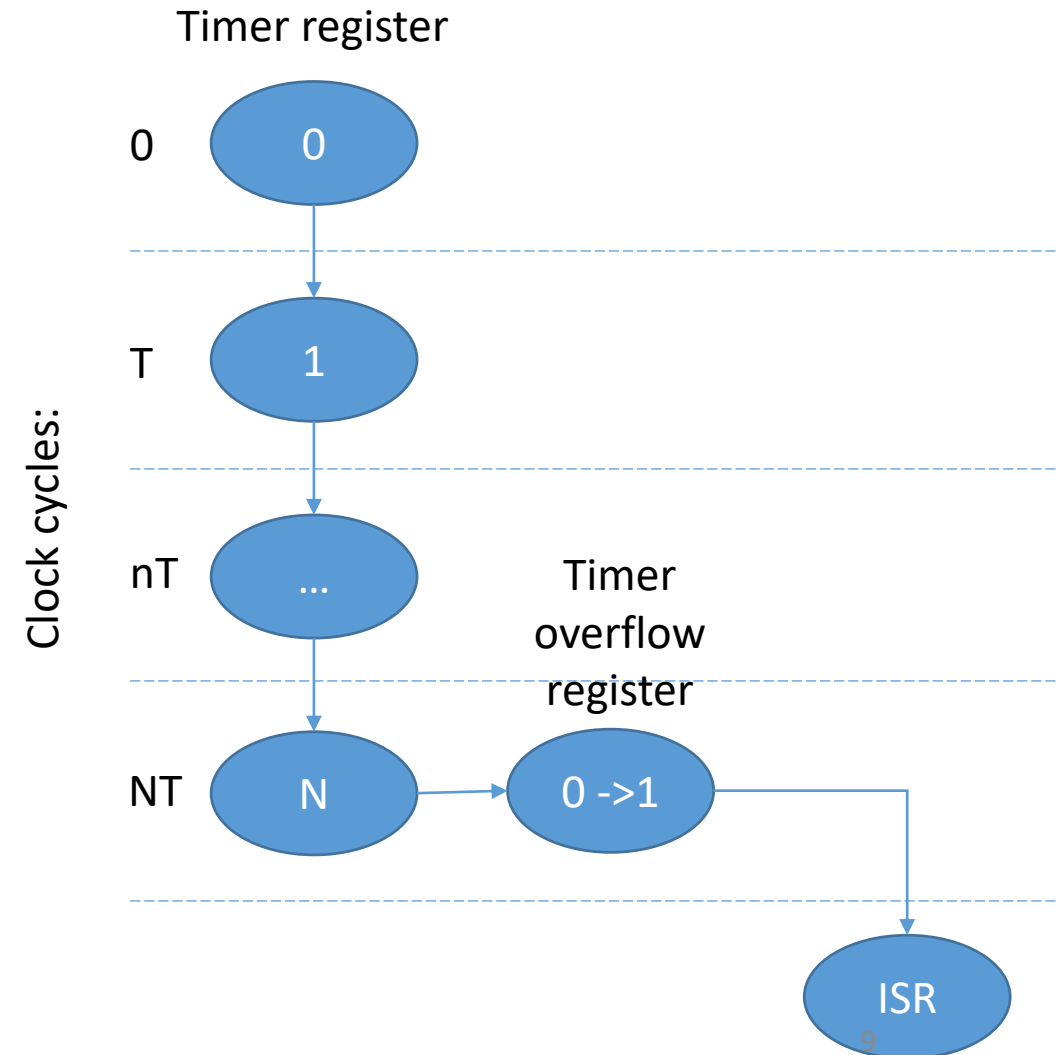 Timer register
0
0
Clock cycles:
T
1
nT
...
Timer
overflow
register
NT
N
0 ->1
ISR
9